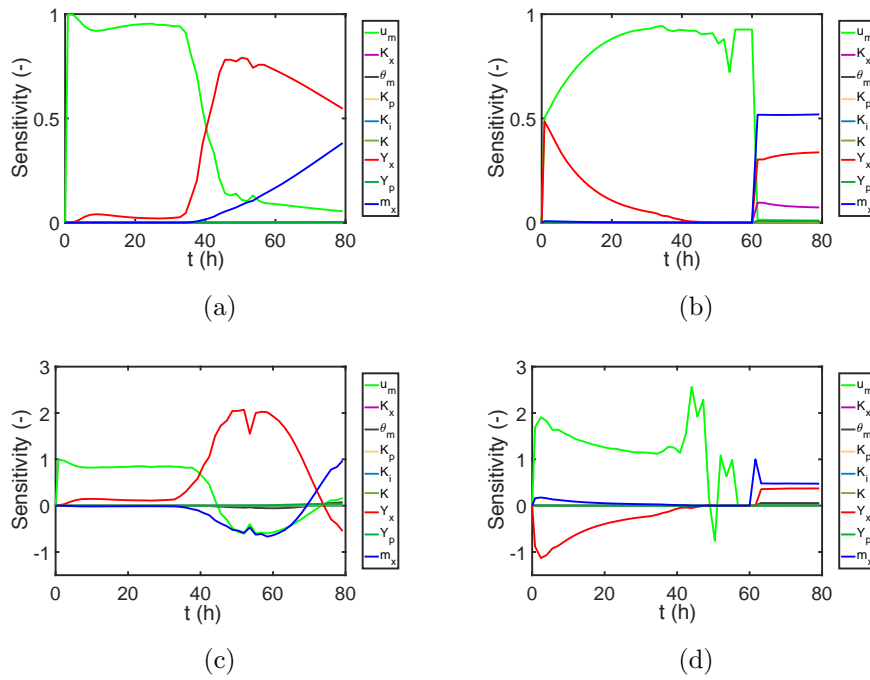 Sensitivity (-)
1
0.5
0
0 20 40 60 80
t (h)
u_m
K_x
θ_m
K_p
K_i
K
Y_x
Y_p
m_x
(a)
Sensitivity (-)
1
0.5
0
0 20 40 60 80
t (h)
u_m
K_x
θ_m
K_p
K_i
K
Y_x
Y_p
m_x
(b)
Sensitivity (-)
3
2
1
0
-1
0 20 40 60 80
t (h)
u_m
K_x
θ_m
K_p
K_i
K
Y_x
Y_p
m_x
(c)
Sensitivity (-)
3
2
1
0
-1
0 20 40 60 80
t (h)
u_m
K_x
θ_m
K_p
K_i
K
Y_x
Y_p
m_x
(d)